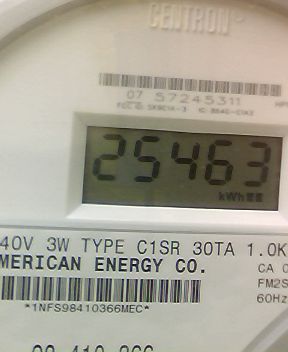 CENTRON
07 57245311
25463
kWh
40V 3W TYPE C1SR 30TA 1.0K
MERICAN ENERGY CO.
CA 0
FM2S
60Hz
*1NFS98410366MEC*